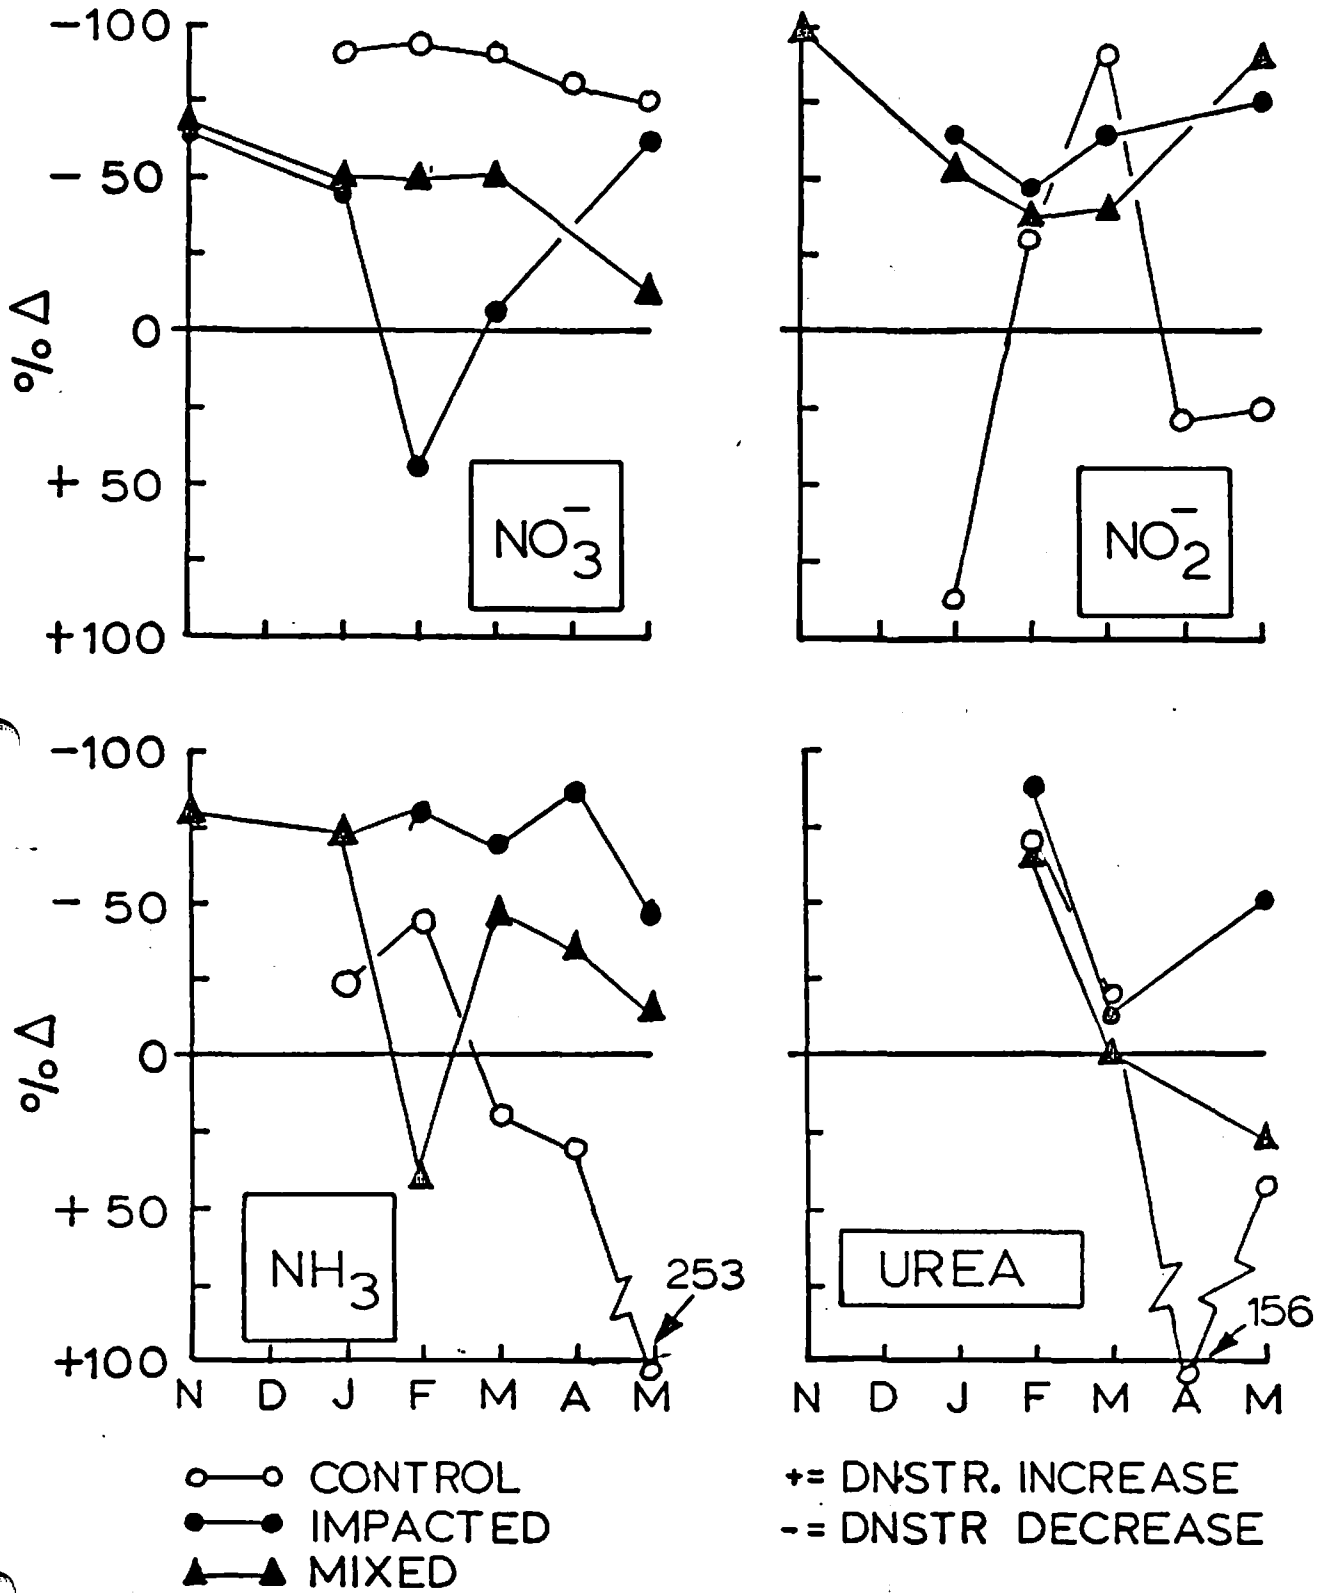 -100
- 50
0
+ 50
+100
% Δ
NO₃⁻
NO₂⁻
-100
- 50
0
+ 50
+100
% Δ
NH₃
253
UREA
156
N D J F M A M
N D J F M A M
CONTROL
IMPACTED
MIXED
+= DNSTR. INCREASE
-= DNSTR DECREASE